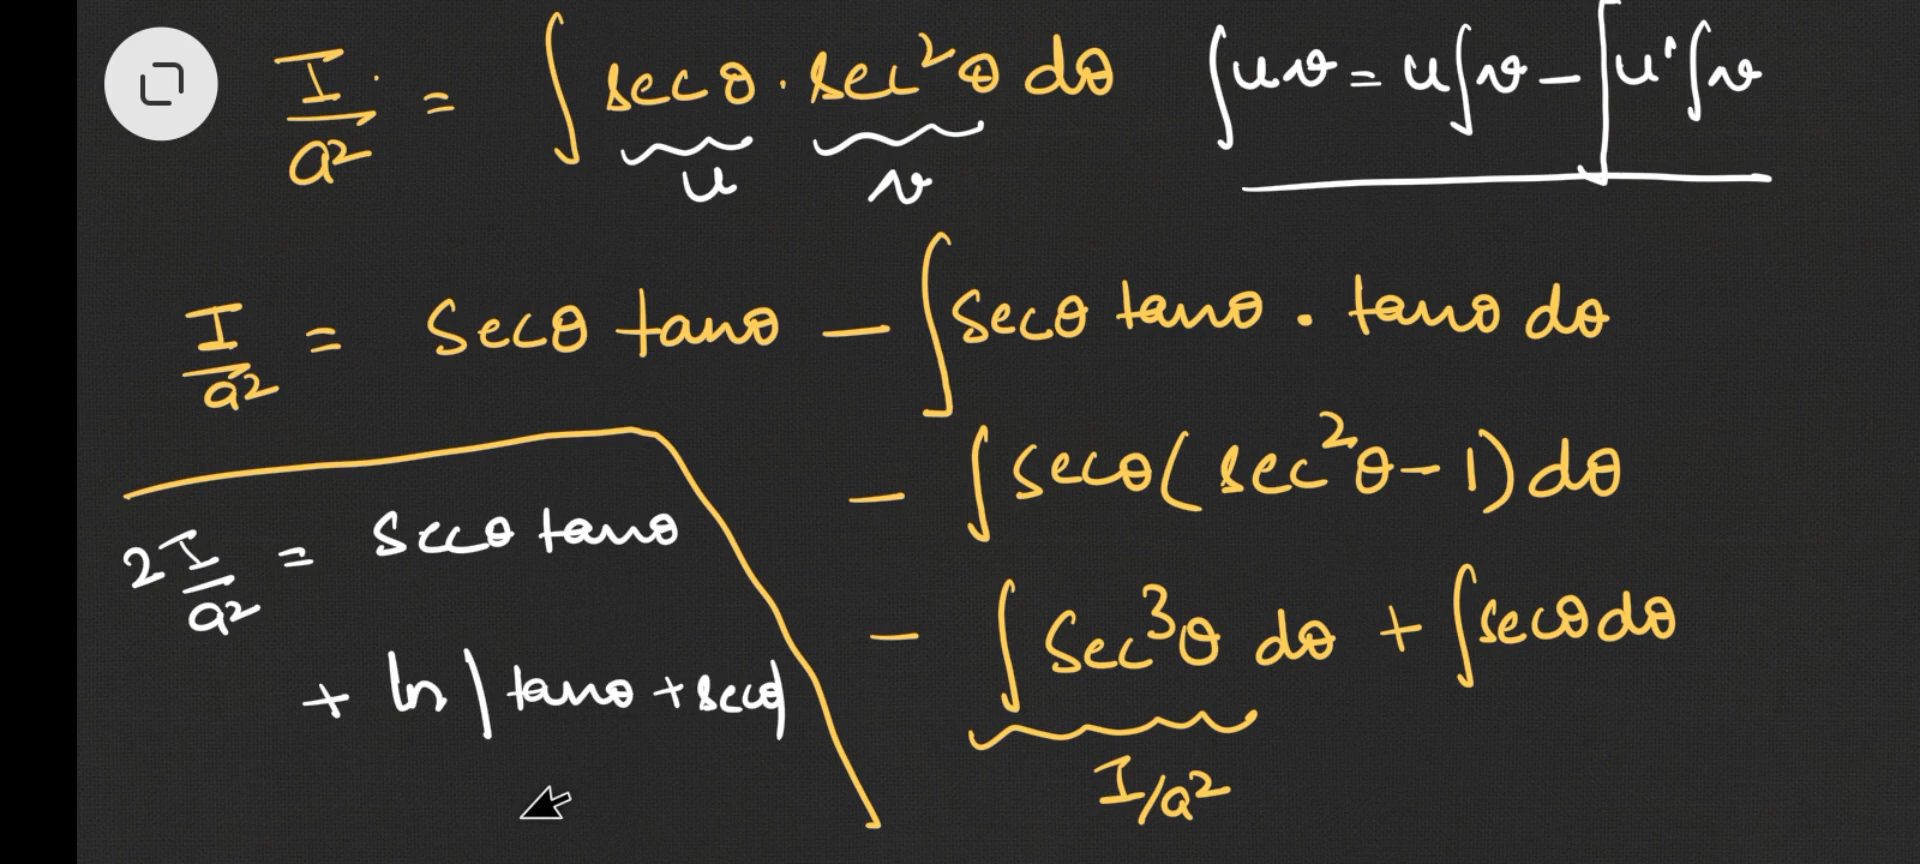 I/a² = ∫ secθ · sec²θ dθ
u v
∫uv = u∫v − ∫u'∫v
I/a² = secθ tanθ − ∫ secθ tanθ · tanθ dθ
− ∫ secθ(sec²θ − 1) dθ
− ∫ sec³θ dθ + ∫ secθ dθ
I/a²
2I/a² = secθ tanθ
+ ln | tanθ + secθ|